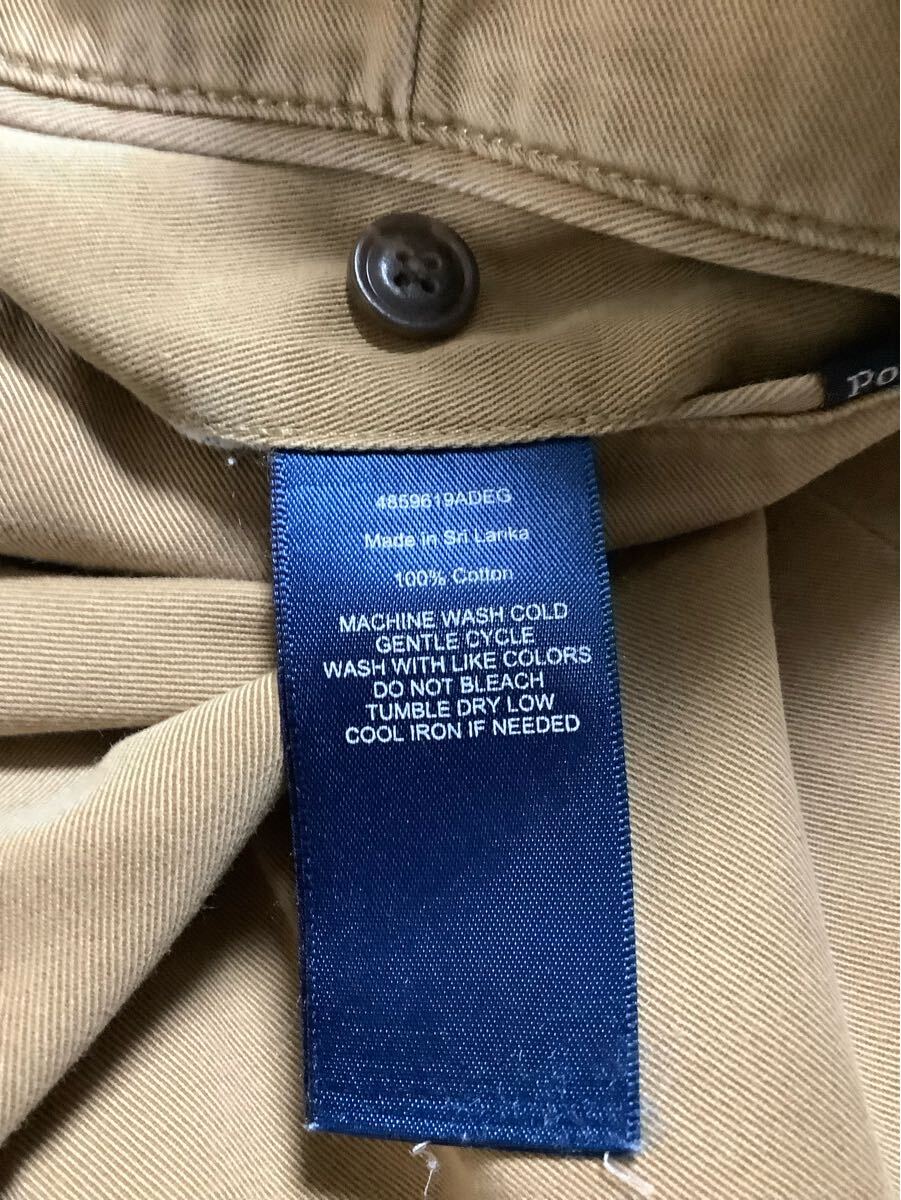 Po
4859619ADEG
Made in Sri Lanka
100% Cotton
MACHINE WASH COLD
GENTLE CYCLE
WASH WITH LIKE COLORS
DO NOT BLEACH
TUMBLE DRY LOW
COOL IRON IF NEEDED